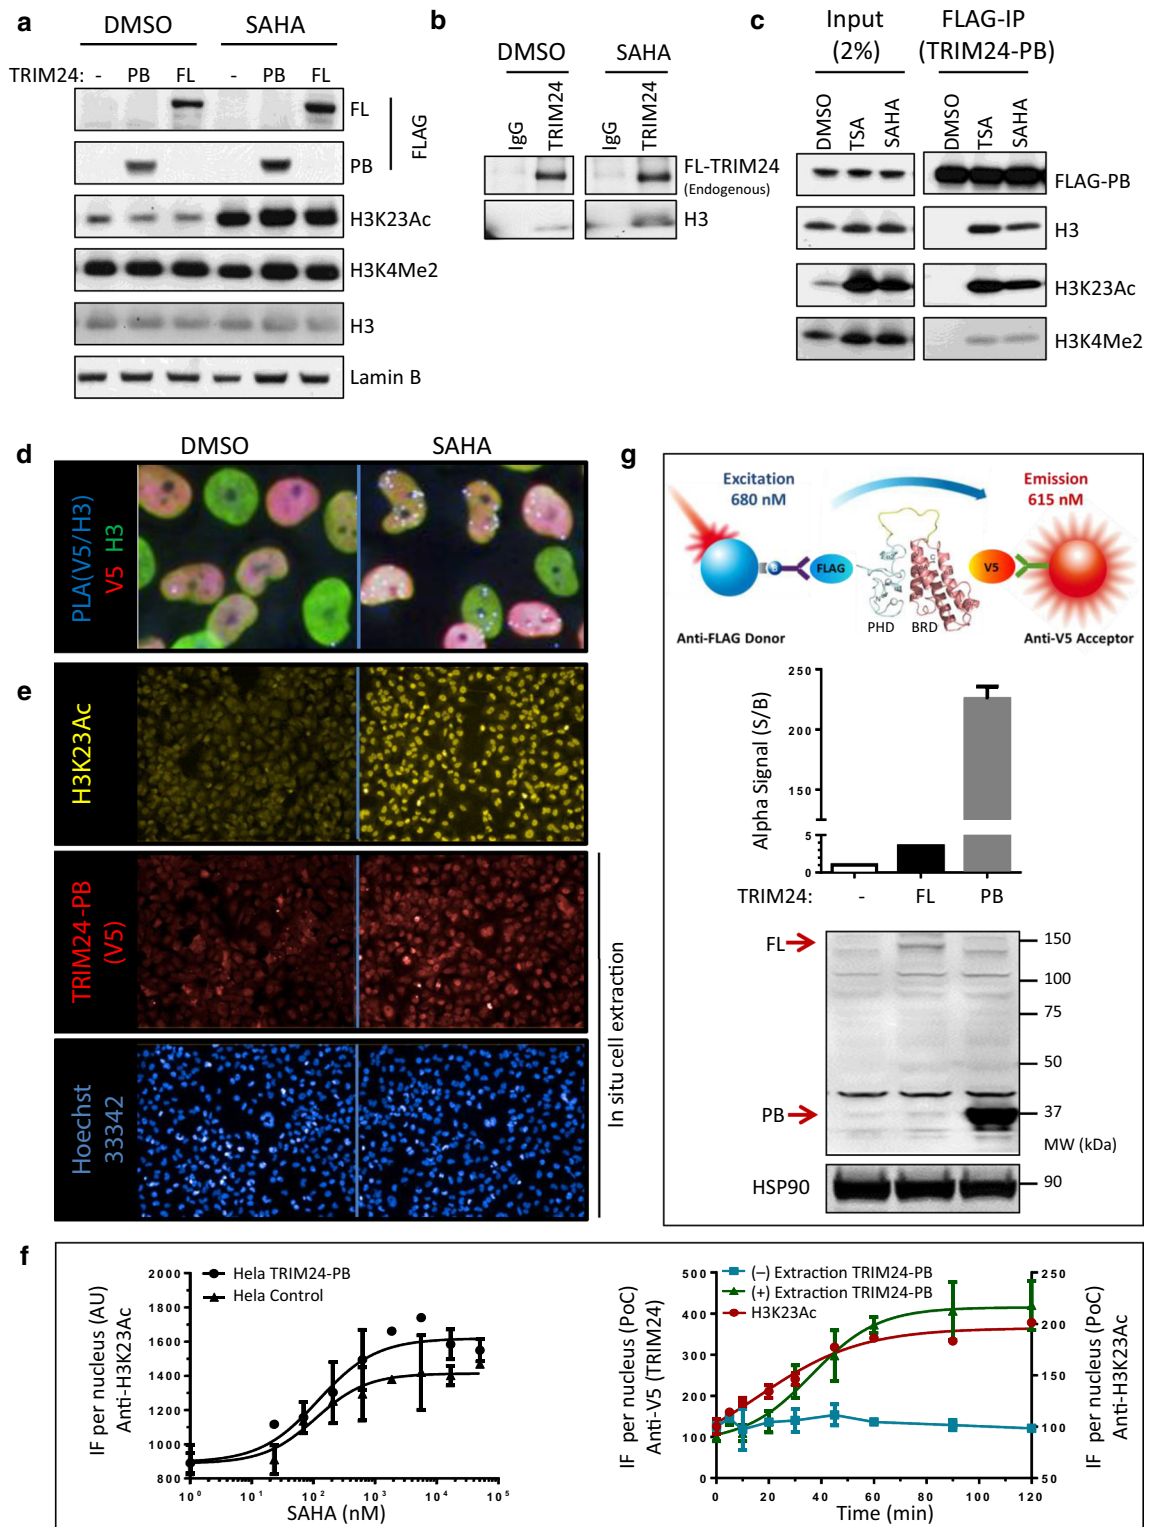 a
DMSO SAHA
TRIM24: - PB FL - PB FL
FL
PB
FLAG
H3K23Ac
H3K4Me2
H3
Lamin B
b
DMSO SAHA
IgG TRIM24 IgG TRIM24
FL-TRIM24
(Endogenous)
H3
c
Input (2%)
FLAG-IP (TRIM24-PB)
DMSO TSA SAHA DMSO TSA SAHA
FLAG-PB
H3
H3K23Ac
H3K4Me2
d
DMSO SAHA
PLA(V5/H3)
V5 H3
e
H3K23Ac
TRIM24-PB
(V5)
Hoechst
33342
In situ cell extraction
g
Excitation
680 nM
Emission
615 nM
FLAG
V5
PHD BRD
Anti-FLAG Donor
Anti-V5 Acceptor
Alpha Signal (S/B)
250
200
150
5
0
TRIM24: - FL PB
FL
PB
150
100
75
50
37
MW (kDa)
HSP90
90
f
IF per nucleus (AU)
Anti-H3K23Ac
2000
1800
1600
1400
1200
1000
800
Hela TRIM24-PB
Hela Control
10⁰ 10¹ 10² 10³ 10⁴ 10⁵
SAHA (nM)
IF per nucleus (PoC)
Anti-V5 (TRIM24)
500
400
300
200
100
0
(–) Extraction TRIM24-PB
(+) Extraction TRIM24-PB
H3K23Ac
250
200
150
100
50
IF per nucleus (PoC)
Anti-H3K23Ac
0 20 40 60 80 100 120
Time (min)